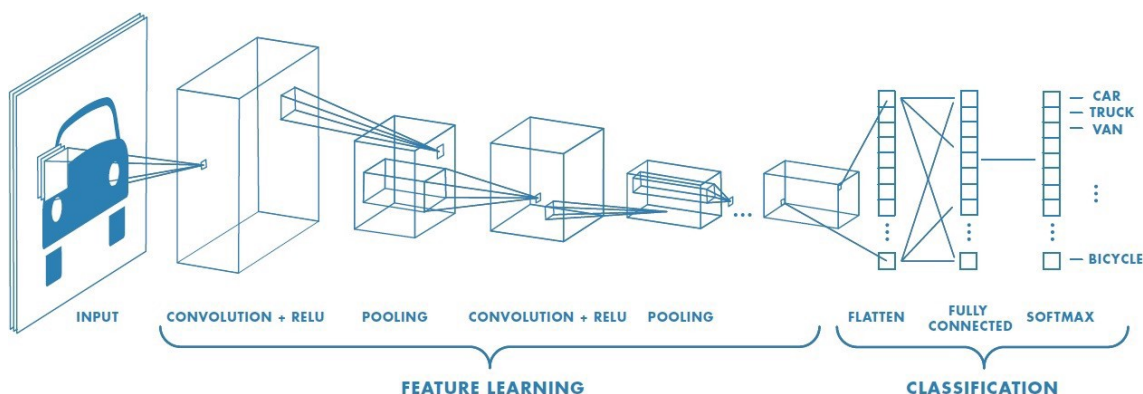 CAR
TRUCK
VAN
BICYCLE
INPUT
CONVOLUTION + RELU
POOLING
CONVOLUTION + RELU
POOLING
FLATTEN
FULLY
CONNECTED
SOFTMAX
FEATURE LEARNING
CLASSIFICATION